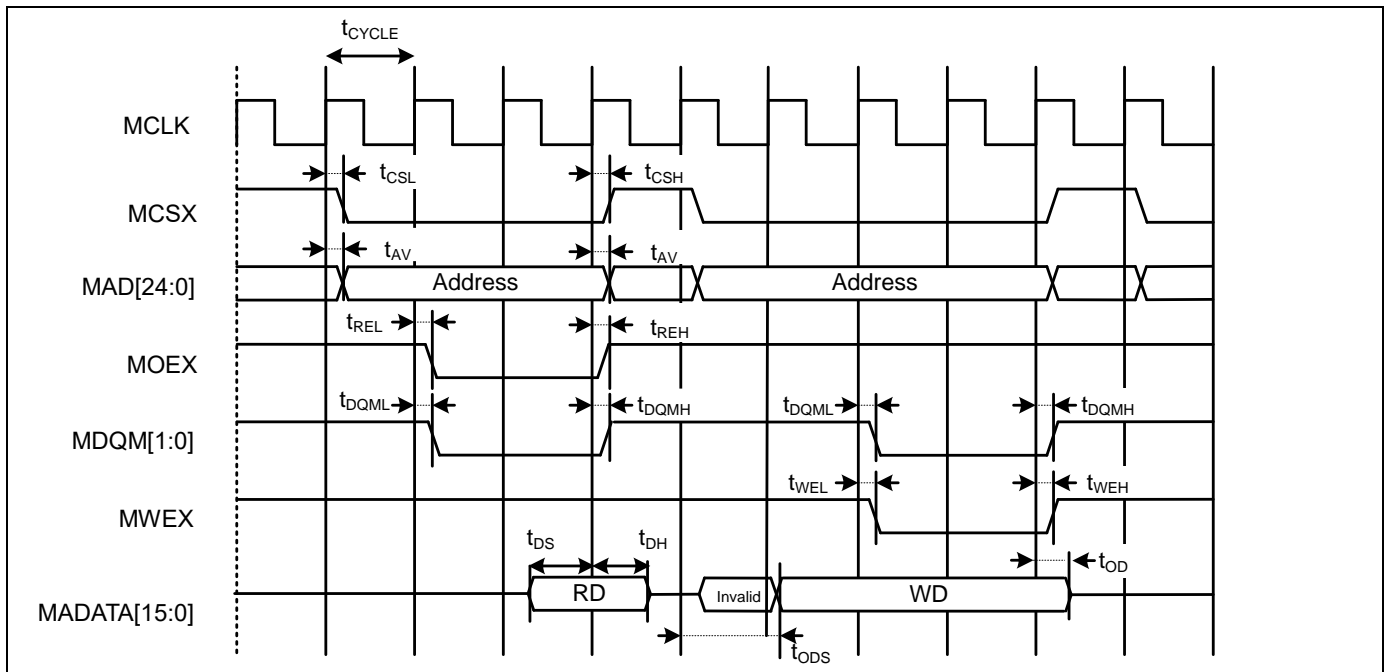 tCYCLE
MCLK
tCSL tCSH
MCSX
tAV tAV
MAD[24:0] Address Address
tREL tREH
MOEX
tDQML tDQMH tDQML tDQMH
MDQM[1:0]
tWEL tWEH
MWEX
tDS tDH
tOD
MADATA[15:0] RD Invalid WD
tODS